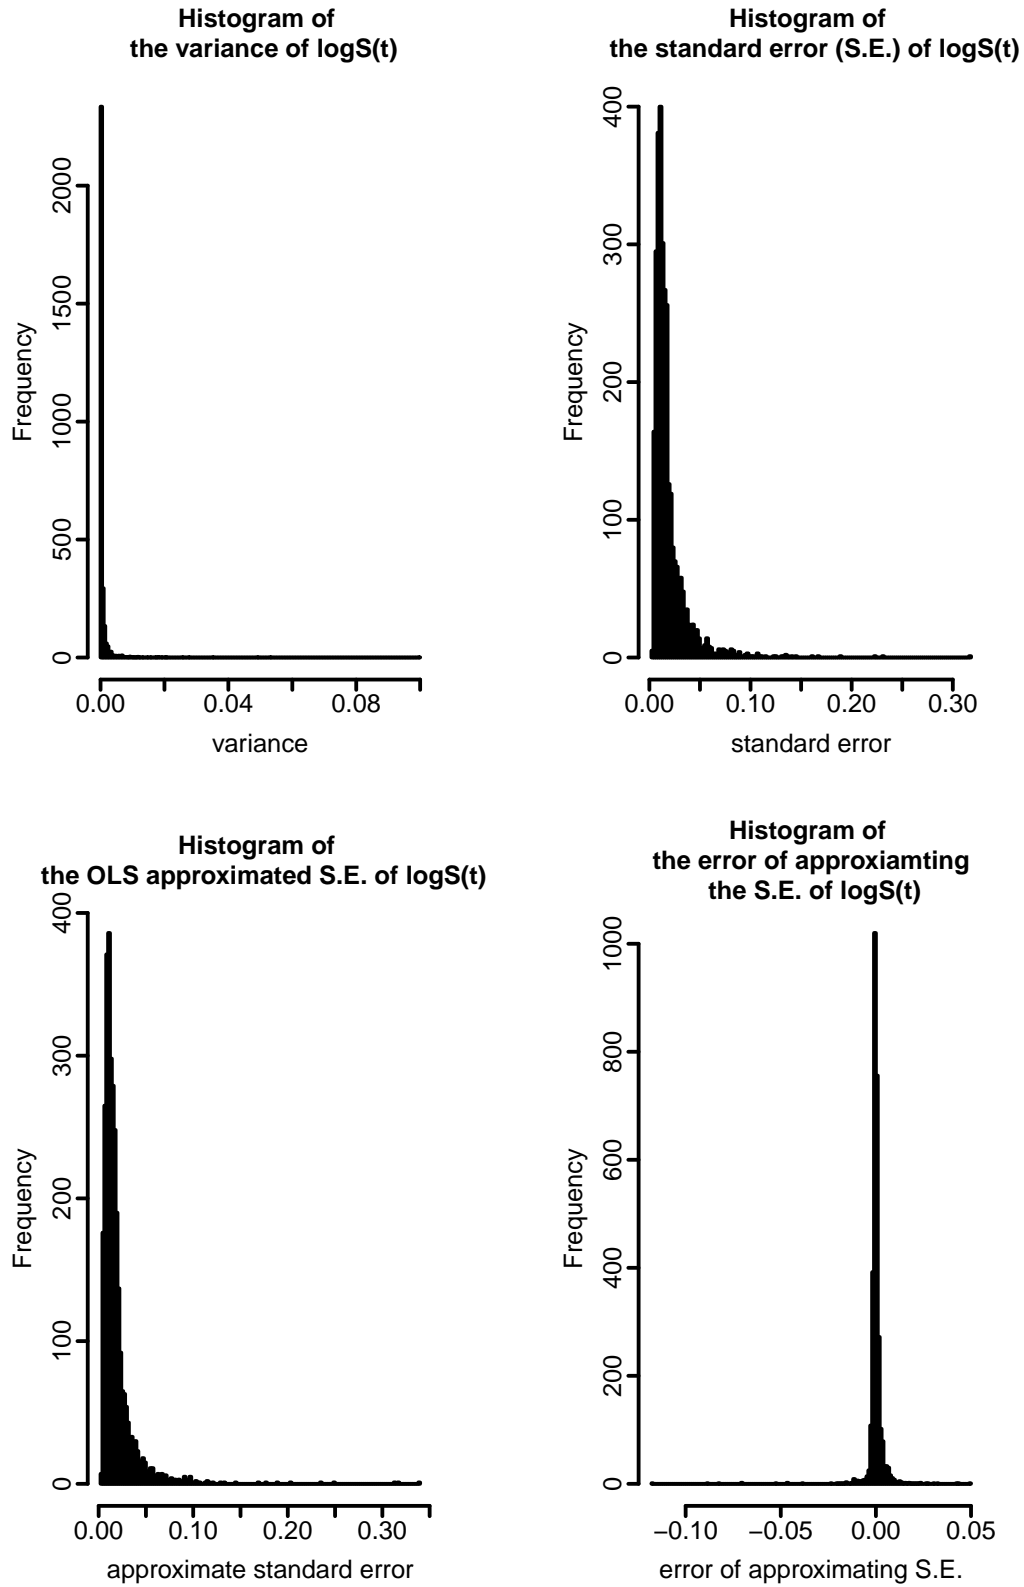 Histogram of
the variance of logS(t)
Frequency
0
500
1000
1500
2000
0.00
0.04
0.08
variance
Histogram of
the standard error (S.E.) of logS(t)
Frequency
0
100
200
300
400
0.00
0.10
0.20
0.30
standard error
Histogram of
the OLS approximated S.E. of logS(t)
Frequency
0
100
200
300
400
0.00
0.10
0.20
0.30
approximate standard error
Histogram of
the error of approxiamting
the S.E. of logS(t)
Frequency
0
200
400
600
800
1000
−0.10
−0.05
0.00
0.05
error of approximating S.E.